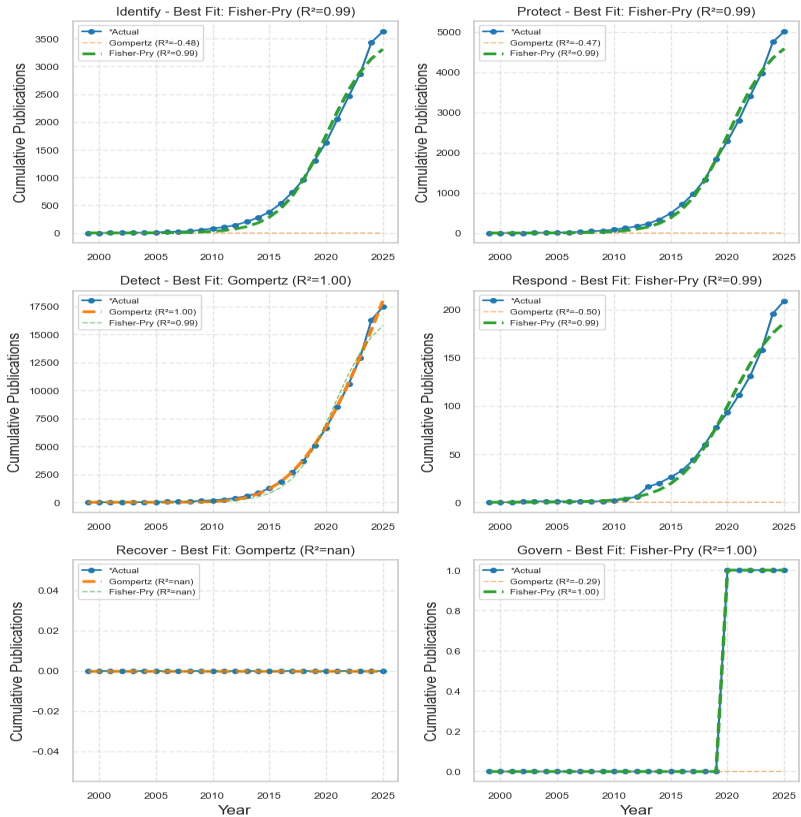 Identify - Best Fit: Fisher-Pry (R²=0.99)
*Actual
Gompertz (R²=-0.48)
Fisher-Pry (R²=0.99)
Cumulative Publications
3500
3000
2500
2000
1500
1000
500
0
2000
2005
2010
2015
2020
2025
Protect - Best Fit: Fisher-Pry (R²=0.99)
*Actual
Gompertz (R²=-0.47)
Fisher-Pry (R²=0.99)
Cumulative Publications
5000
4000
3000
2000
1000
0
2000
2005
2010
2015
2020
2025
Detect - Best Fit: Gompertz (R²=1.00)
*Actual
Gompertz (R²=1.00)
Fisher-Pry (R²=0.99)
Cumulative Publications
17500
15000
12500
10000
7500
5000
2500
0
2000
2005
2010
2015
2020
2025
Respond - Best Fit: Fisher-Pry (R²=0.99)
*Actual
Gompertz (R²=-0.50)
Fisher-Pry (R²=0.99)
Cumulative Publications
200
150
100
50
0
2000
2005
2010
2015
2020
2025
Recover - Best Fit: Gompertz (R²=nan)
*Actual
Gompertz (R²=nan)
Fisher-Pry (R²=nan)
Cumulative Publications
0.04
0.02
0.00
−0.02
−0.04
2000
2005
2010
2015
2020
2025
Year
Govern - Best Fit: Fisher-Pry (R²=1.00)
*Actual
Gompertz (R²=-0.29)
Fisher-Pry (R²=1.00)
Cumulative Publications
1.0
0.8
0.6
0.4
0.2
0.0
2000
2005
2010
2015
2020
2025
Year